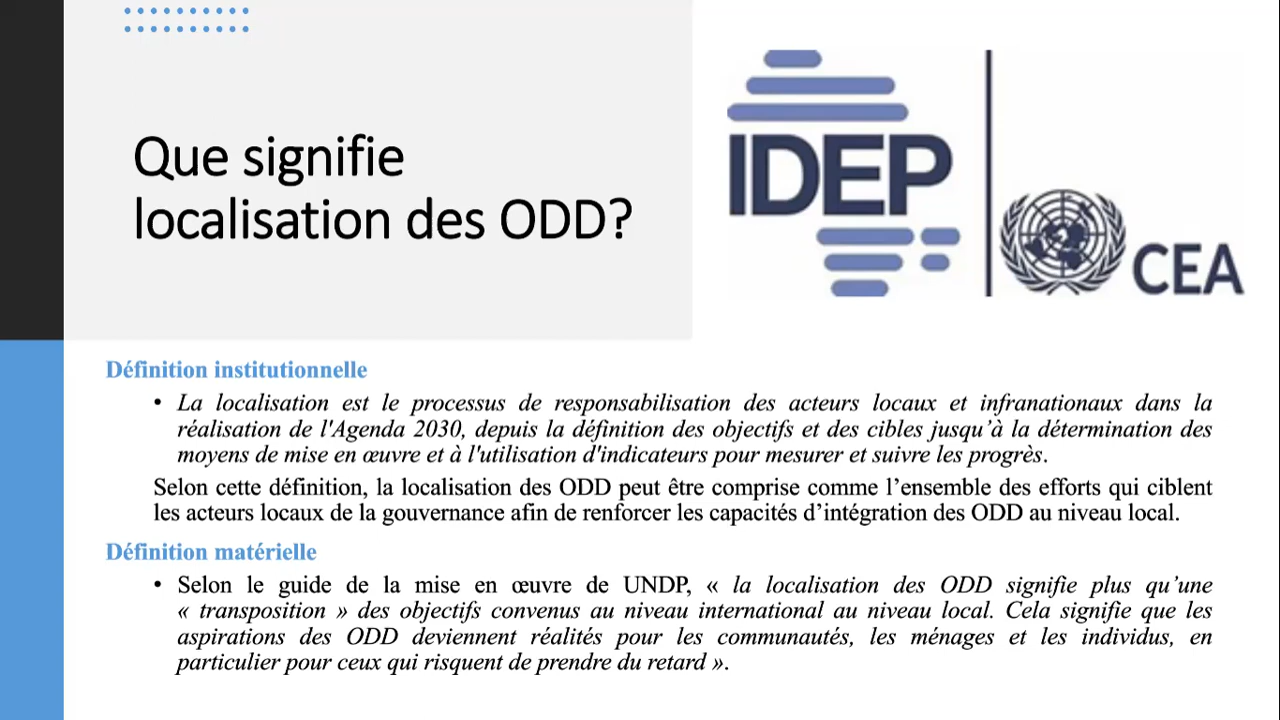 Que signifie
localisation des ODD?
IDEP
CEA
Définition institutionnelle
• La localisation est le processus de responsabilisation des acteurs locaux et infranationaux dans la
réalisation de l'Agenda 2030, depuis la définition des objectifs et des cibles jusqu’à la détermination des
moyens de mise en œuvre et à l'utilisation d'indicateurs pour mesurer et suivre les progrès.
Selon cette définition, la localisation des ODD peut être comprise comme l’ensemble des efforts qui ciblent
les acteurs locaux de la gouvernance afin de renforcer les capacités d’intégration des ODD au niveau local.
Définition matérielle
• Selon le guide de la mise en œuvre de UNDP, « la localisation des ODD signifie plus qu’une
« transposition » des objectifs convenus au niveau international au niveau local. Cela signifie que les
aspirations des ODD deviennent réalités pour les communautés, les ménages et les individus, en
particulier pour ceux qui risquent de prendre du retard ».